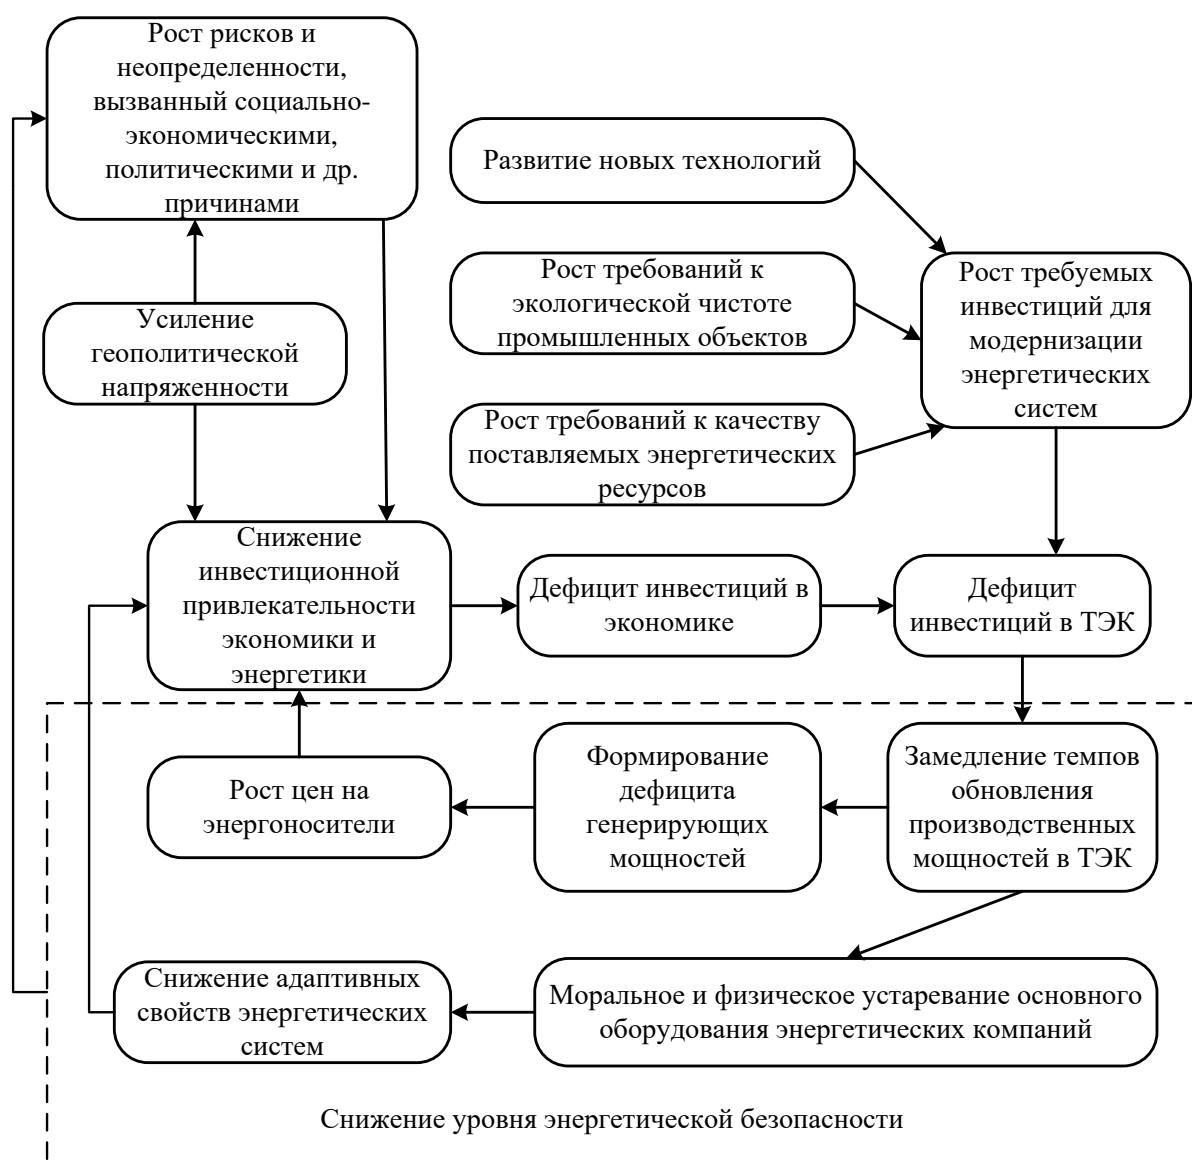 Рост рисков и
неопределенности,
вызванный социально-
экономическими,
политическими и др.
причинами
Развитие новых технологий
Рост требований к
экологической чистоте
промышленных объектов
Рост требуемых
инвестиций для
модернизации
энергетических
систем
Усиление
геополитической
напряженности
Рост требований к качеству
поставляемых энергетических
ресурсов
Снижение
инвестиционной
привлекательности
экономики и
энергетики
Дефицит инвестиций в
экономике
Дефицит
инвестиций в ТЭК
Рост цен на
энергоносители
Формирование
дефицита
генерирующих
мощностей
Замедление темпов
обновления
производственных
мощностей в ТЭК
Снижение адаптивных
свойств энергетических
систем
Моральное и физическое устаревание основного
оборудования энергетических компаний
Снижение уровня энергетической безопасности